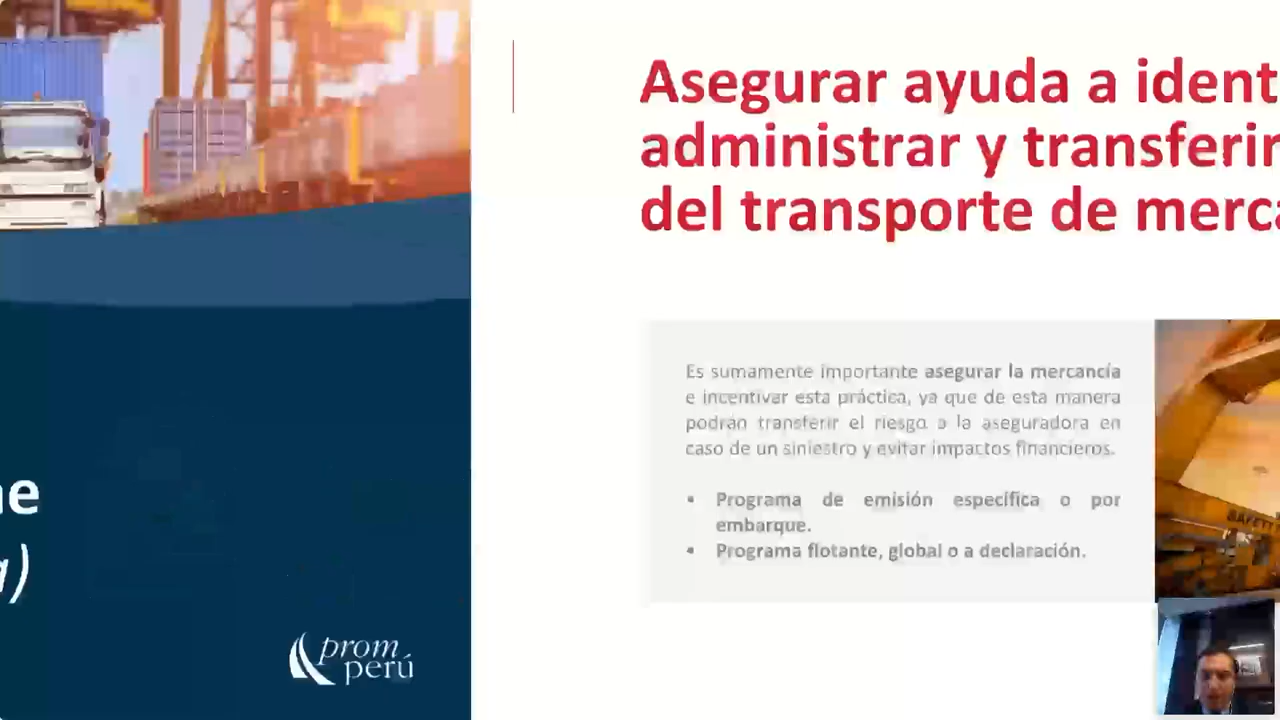 Asegurar ayuda a ident
administrar y transferir
del transporte de merca
Es sumamente importante asegurar la mercancía
e incentivar esta práctica, ya que de esta manera
podrán transferir el riesgo a la aseguradora en
caso de un siniestro y evitar impactos financieros.
• Programa de emisión específica o por
embarque.
• Programa flotante, global o a declaración.
SAFETY
prom
perú